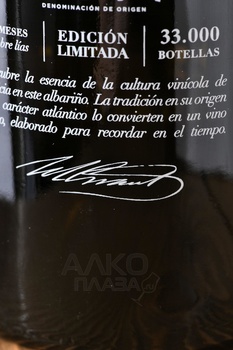 DENOMINACIÓN DE ORIGEN
MESES EDICIÓN 33.000
bre lías LIMITADA BOTELLAS
ubre la esencia de la cultura vinícola de
cia en este albariño. La tradición en su origen
carácter atlántico lo convierten en un vino
o, elaborado para recordar en el tiempo.
АЛКО
ПЛАЗА